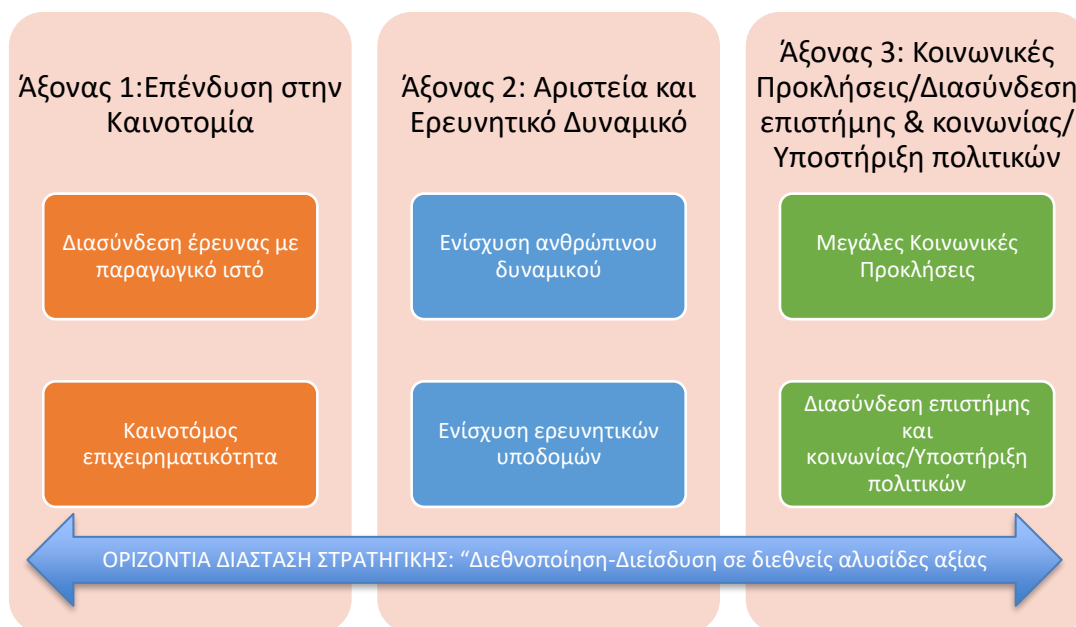 Άξονας 1:Επένδυση στην
Καινοτομία
Διασύνδεση έρευνας με
παραγωγικό ιστό
Καινοτόμος
επιχειρηματικότητα
Άξονας 2: Αριστεία και
Ερευνητικό Δυναμικό
Ενίσχυση ανθρώπινου
δυναμικού
Ενίσχυση ερευνητικών
υποδομών
Άξονας 3: Κοινωνικές
Προκλήσεις/Διασύνδεση
επιστήμης & κοινωνίας/
Υποστήριξη πολιτικών
Μεγάλες Κοινωνικές
Προκλήσεις
Διασύνδεση επιστήμης
και
κοινωνίας/Υποστήριξη
πολιτικών
ΟΡΙΖΟΝΤΙΑ ΔΙΑΣΤΑΣΗ ΣΤΡΑΤΗΓΙΚΗΣ: “Διεθνοποίηση-Διείσδυση σε διεθνείς αλυσίδες αξίας